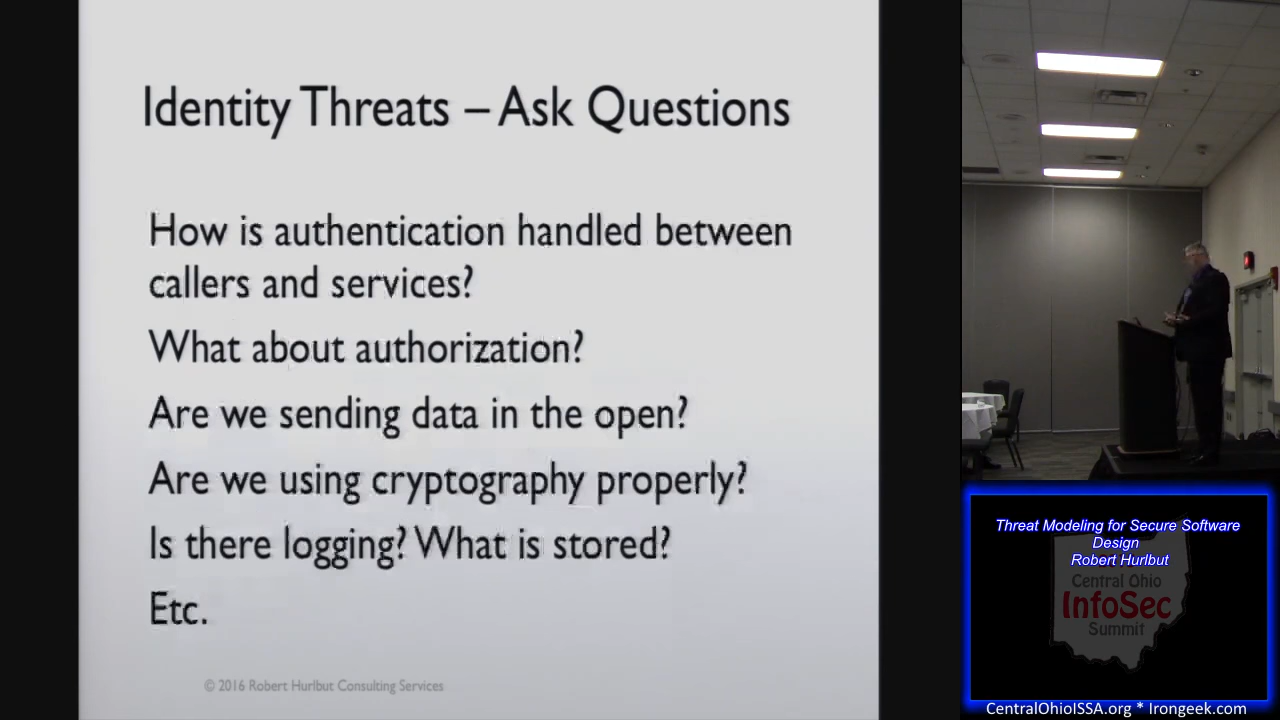 Identity Threats – Ask Questions
How is authentication handled between
callers and services?
What about authorization?
Are we sending data in the open?
Are we using cryptography properly?
Is there logging? What is stored?
Etc.
© 2016 Robert Hurlbut Consulting Services
Threat Modeling for Secure Software
Design
Robert Hurlbut
Central Ohio
InfoSec
Summit
CentralOhioISSA.org * Irongeek.com